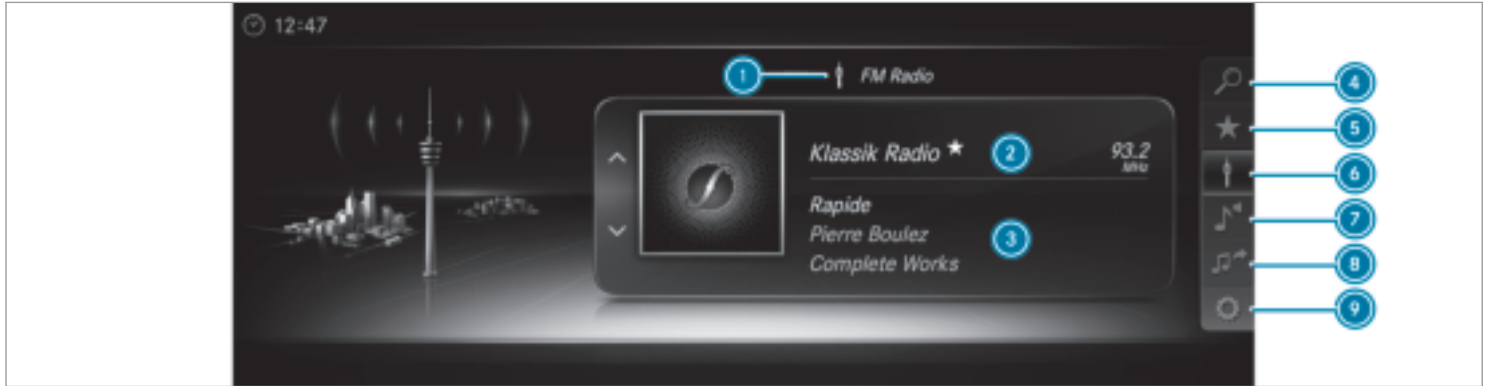 12:47
1 FM Radio
4
Klassik Radio ★ 2 93.2 MHz
5
6
Rapide
Pierre Boulez 3
Complete Works
7
8
9